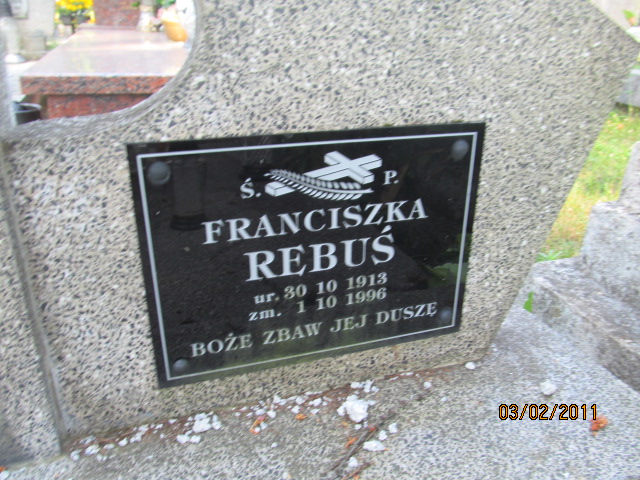 Ś. P.
FRANCISZKA
REBUŚ
ur. 30 10 1913
zm. 1 10 1996
BOŻE ZBAW JEJ DUSZĘ
03/02/2011